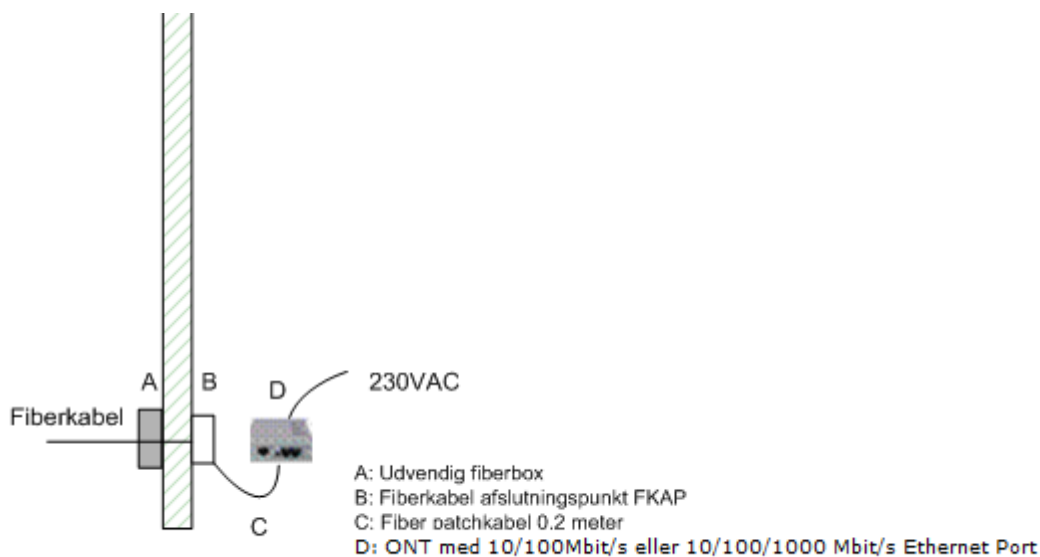 A
B
D
230VAC
Fiberkabel
C
A: Udvendig fiberbox
B: Fiberkabel afslutningspunkt FKAP
C: Fiber patchkabel 0.2 meter
D: ONT med 10/100Mbit/s eller 10/100/1000 Mbit/s Ethernet Port